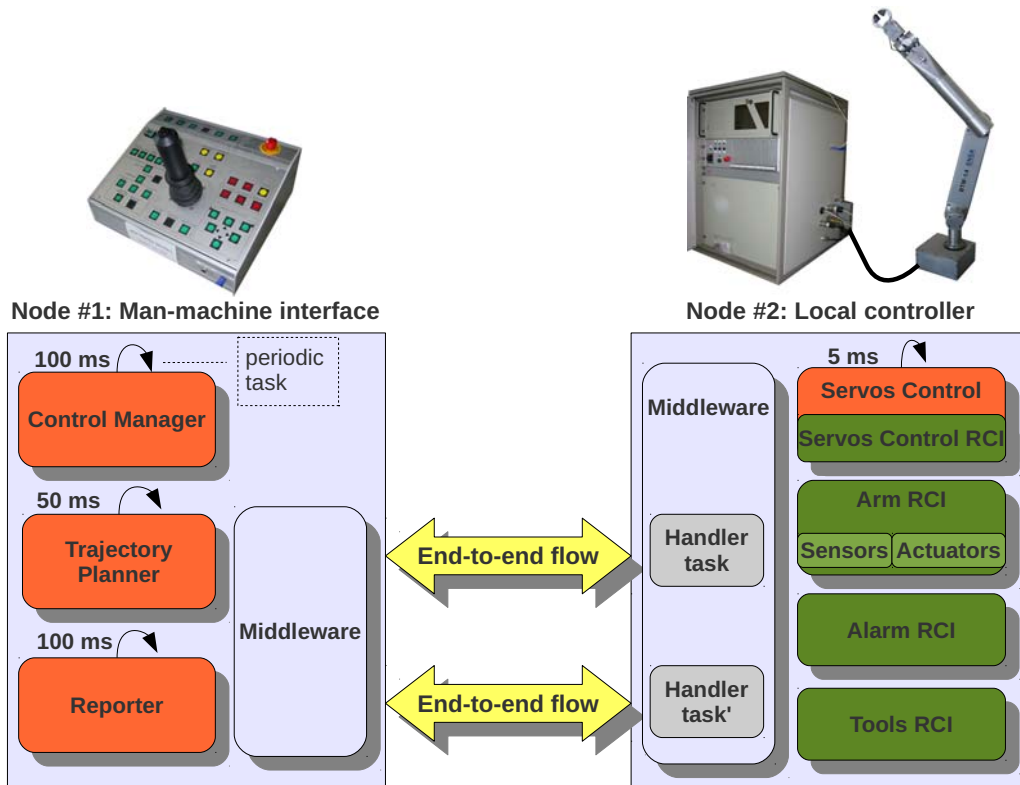 Node #1: Man-machine interface
100 ms
periodic
task
Control Manager
50 ms
Trajectory
Planner
100 ms
Reporter
Middleware
End-to-end flow
End-to-end flow
Node #2: Local controller
Middleware
Handler
task
Handler
task'
5 ms
Servos Control
Servos Control RCI
Arm RCI
Sensors
Actuators
Alarm RCI
Tools RCI